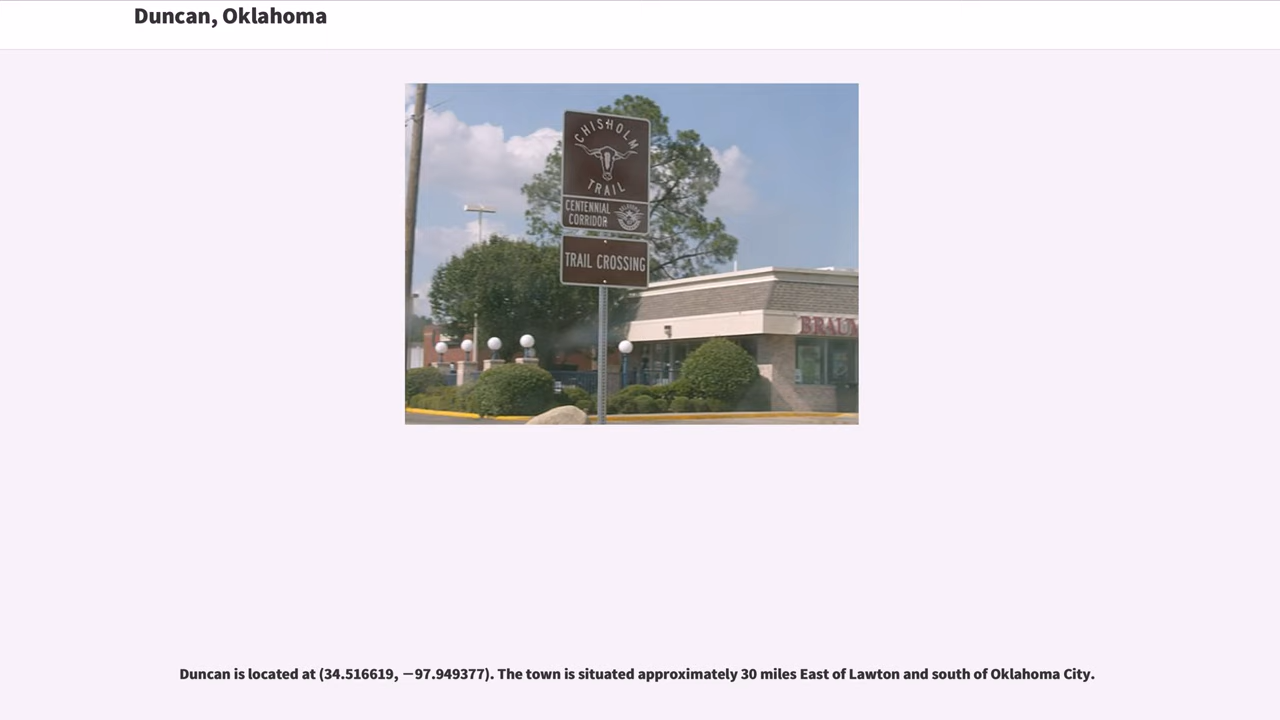 Duncan, Oklahoma
CHISHOLM
TRAIL
CENTENNIAL
CORRIDOR
TRAIL CROSSING
Duncan is located at (34.516619, −97.949377). The town is situated approximately 30 miles East of Lawton and south of Oklahoma City.